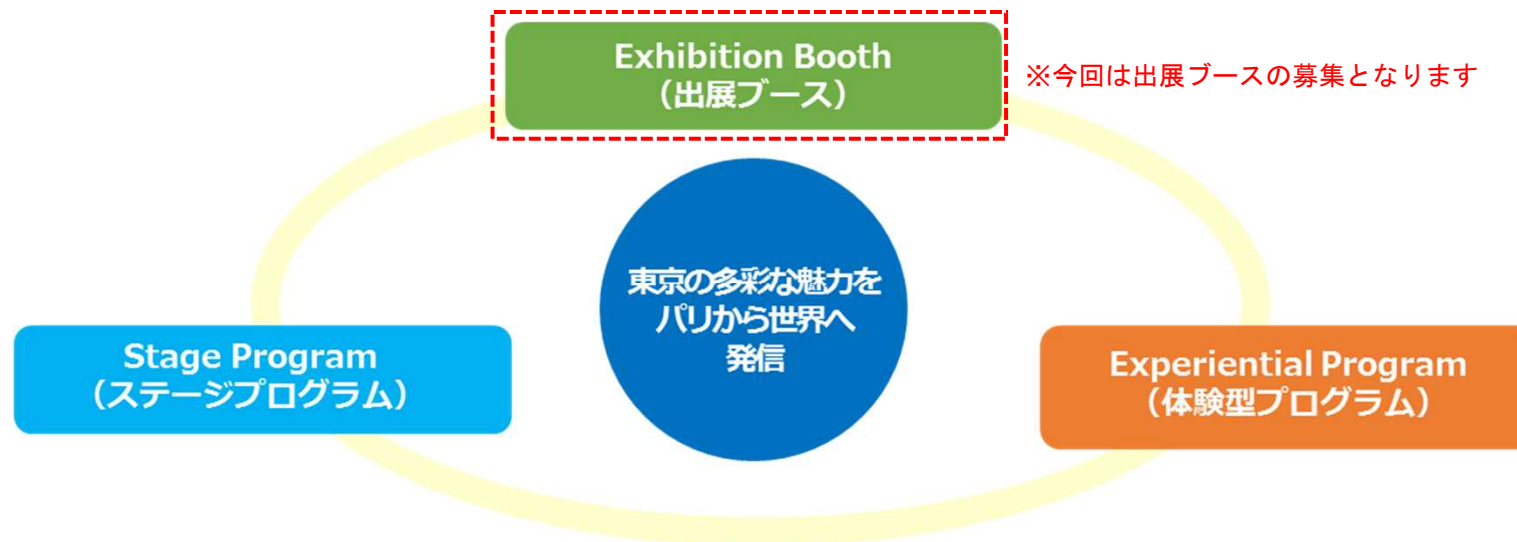 Exhibition Booth
（出展ブース）
※今回は出展ブースの募集となります
東京の多彩な魅力を
パリから世界へ
発信
Stage Program
（ステージプログラム）
Experiential Program
（体験型プログラム）